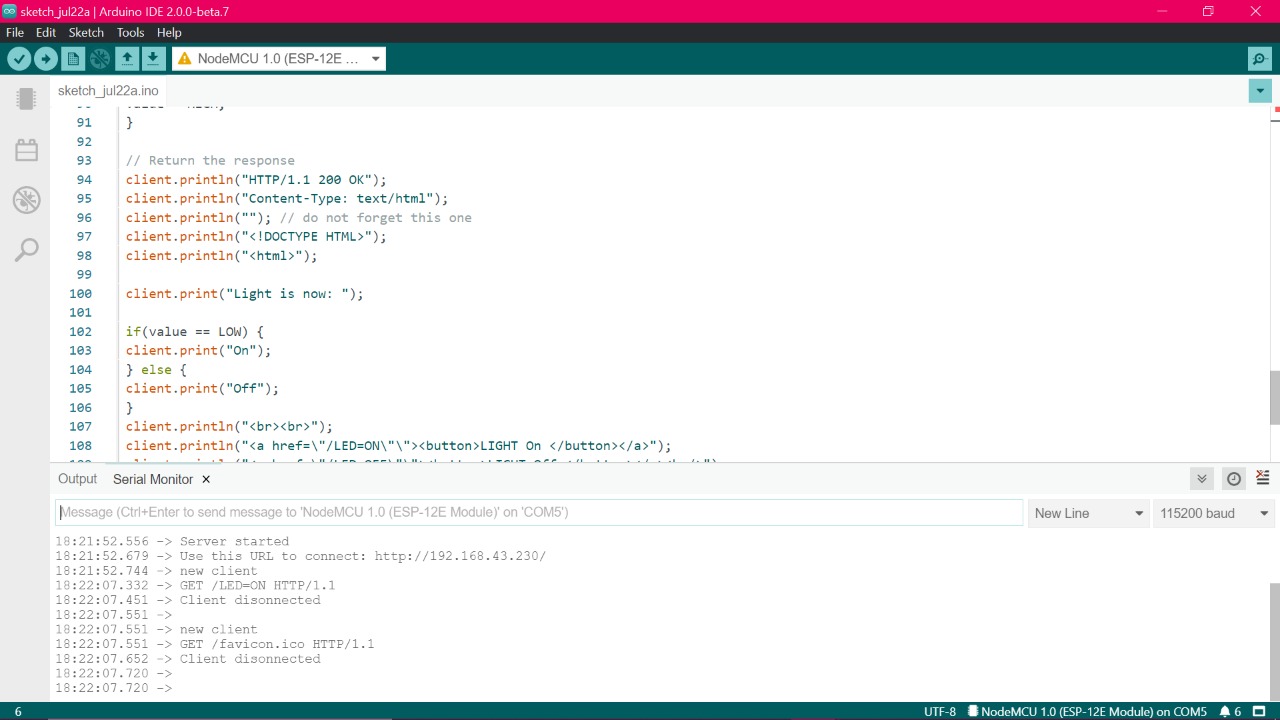 sketch_jul22a | Arduino IDE 2.0.0-beta.7
File Edit Sketch Tools Help
NodeMCU 1.0 (ESP-12E ...
sketch_jul22a.ino
91 }
92
93 // Return the response
94 client.println("HTTP/1.1 200 OK");
95 client.println("Content-Type: text/html");
96 client.println(""); // do not forget this one
97 client.println("<!DOCTYPE HTML>");
98 client.println("<html>");
99
100 client.print("Light is now: ");
101
102 if(value == LOW) {
103 client.print("On");
104 } else {
105 client.print("Off");
106 }
107 client.println("<br><br>");
108 client.println("<a href=\"/LED=ON\"\"><button>LIGHT On </button></a>");
Output Serial Monitor ×
Message (Ctrl+Enter to send message to 'NodeMCU 1.0 (ESP-12E Module)' on 'COM5')
New Line
115200 baud
18:21:52.556 -> Server started
18:21:52.679 -> Use this URL to connect: http://192.168.43.230/
18:21:52.744 -> new client
18:22:07.332 -> GET /LED=ON HTTP/1.1
18:22:07.451 -> Client disonnected
18:22:07.551 ->
18:22:07.551 -> new client
18:22:07.551 -> GET /favicon.ico HTTP/1.1
18:22:07.652 -> Client disonnected
18:22:07.720 ->
18:22:07.720 ->
6 UTF-8 NodeMCU 1.0 (ESP-12E Module) on COM5 6